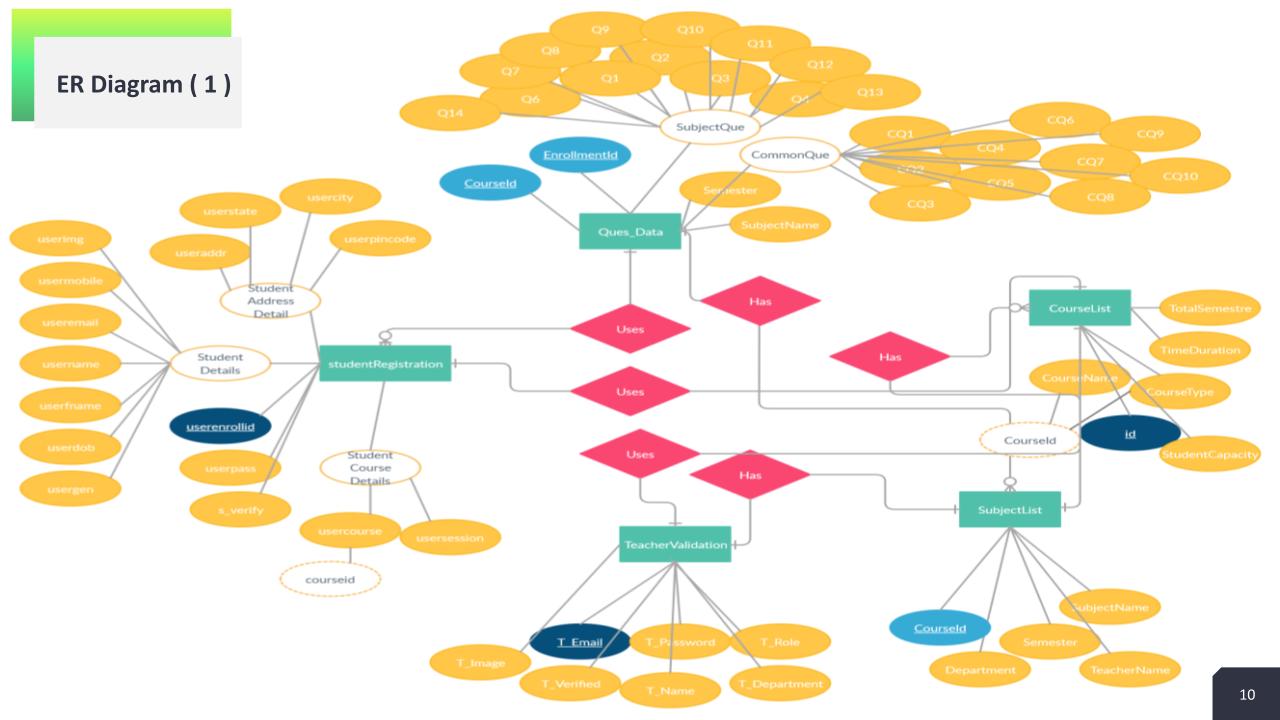 ER Diagram ( 1 )
Q9
Q10
Q8
Q2
Q11
Q7
Q1
Q3
Q12
Q14
Q6
Q4
Q13
SubjectQue
CommonQue
CQ1
CQ6
CQ4
CQ9
CQ2
CQ7
CQ5
CQ10
CQ3
CQ8
EnrollmentId
CourseId
Semester
SubjectName
Ques_Data
userstate
usercity
useraddr
userpincode
Student
Address
Detail
userimg
usermobile
useremail
username
userfname
userdob
usergen
Student
Details
studentRegistration
userenrollid
userpass
s_verify
Student
Course
Details
usercourse
usersession
courseid
Uses
Has
Uses
Has
Uses
Has
CourseList
TotalSemestre
TimeDuration
CourseName
CourseType
CourseId
id
StudentCapacity
SubjectList
TeacherValidation
T_Image
T_Email
T_Password
T_Role
T_Verified
T_Name
T_Department
CourseId
SubjectName
Semester
Department
TeacherName
10